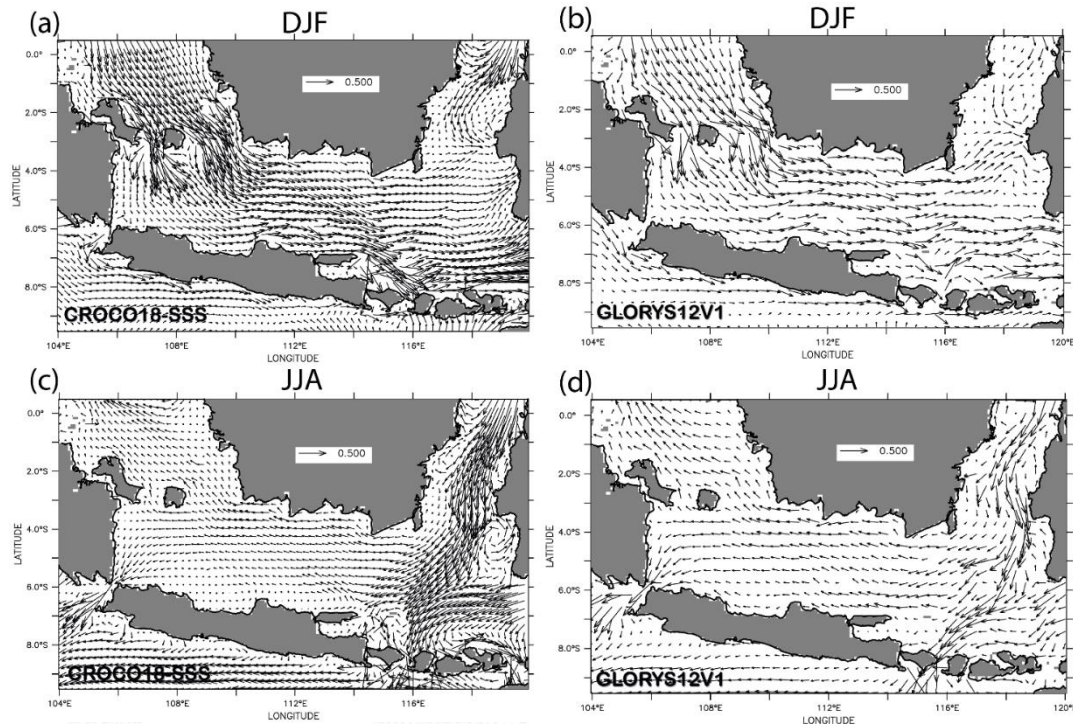 (a)
DJF
0.0°
2.0°S
4.0°S
6.0°S
8.0°S
LATITUDE
0.500
CROCO18-SSS
104°E 108°E 112°E 116°E
LONGITUDE
(b)
DJF
0.0°
2.0°S
4.0°S
6.0°S
8.0°S
LATITUDE
0.500
GLORYS12V1
104°E 108°E 112°E 116°E 120°E
LONGITUDE
(c)
JJA
0.0°
2.0°S
4.0°S
6.0°S
8.0°S
LATITUDE
0.500
CROCO18-SSS
104°E 108°E 112°E 116°E
LONGITUDE
(d)
JJA
0.0°
2.0°S
4.0°S
6.0°S
8.0°S
LATITUDE
0.500
GLORYS12V1
104°E 108°E 112°E 116°E 120°E
LONGITUDE